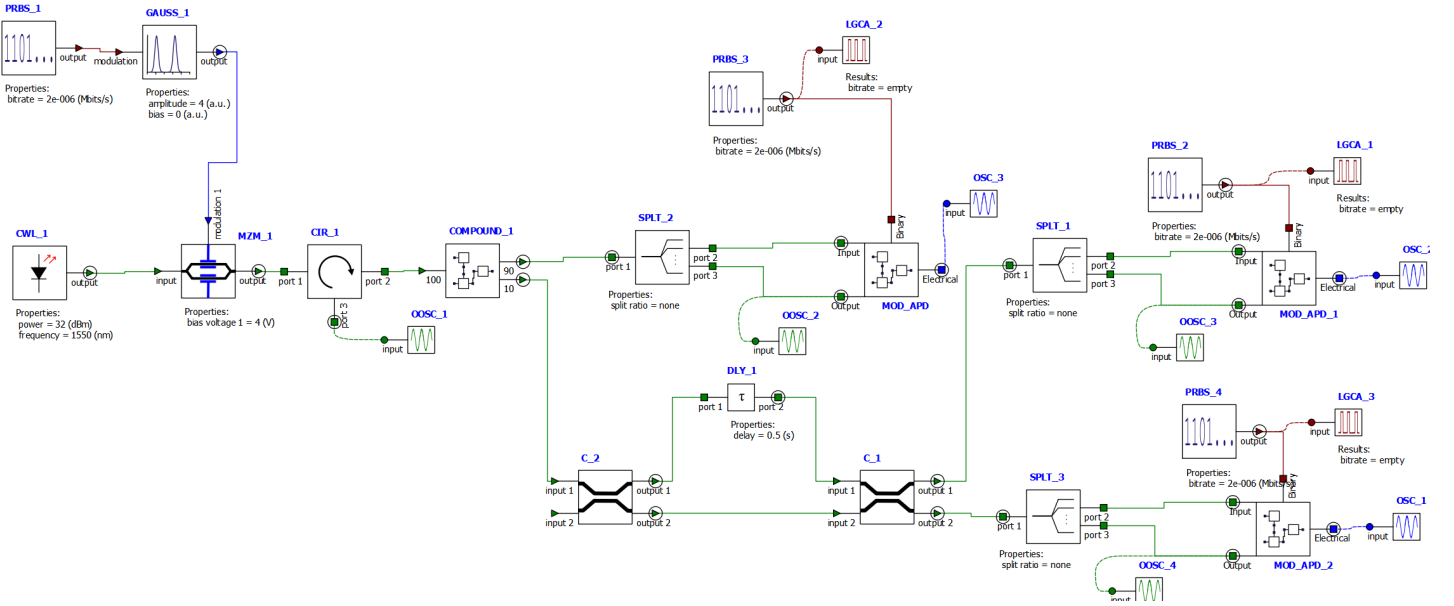 PRBS_1
1101...
output
Properties:
bitrate = 2e-006 (Mbits/s)
GAUSS_1
modulation
output
Properties:
amplitude = 4 (a.u.)
bias = 0 (a.u.)
CWL_1
output
Properties:
power = 32 (dBm)
frequency = 1550 (nm)
modulation 1
MZM_1
input
output
Properties:
bias voltage 1 = 4 (V)
CIR_1
port 1
port 2
port 3
OOSC_1
input
COMPOUND_1
100
90
10
SPLT_2
port 1
port 2
port 3
Properties:
split ratio = none
PRBS_3
1101...
output
Properties:
bitrate = 2e-006 (Mbits/s)
LGCA_2
input
Results:
bitrate = empty
OSC_3
input
Binary
Input
Output
Electrical
MOD_APD
OOSC_2
input
DLY_1
port 1
τ
port 2
Properties:
delay = 0.5 (s)
C_2
input 1
input 2
output 1
output 2
C_1
input 1
input 2
output 1
output 2
SPLT_1
port 1
port 2
port 3
Properties:
split ratio = none
PRBS_2
1101...
output
Properties:
bitrate = 2e-006 (Mbits/s)
LGCA_1
input
Results:
bitrate = empty
Binary
Input
Output
Electrical
MOD_APD_1
OSC_2
input
OOSC_3
input
SPLT_3
port 1
port 2
port 3
Properties:
split ratio = none
PRBS_4
1101...
output
Properties:
bitrate = 2e-006 (Mbits/s)
LGCA_3
input
Results:
bitrate = empty
Binary
Input
Output
Electrical
MOD_APD_2
OSC_1
input
OOSC_4
input